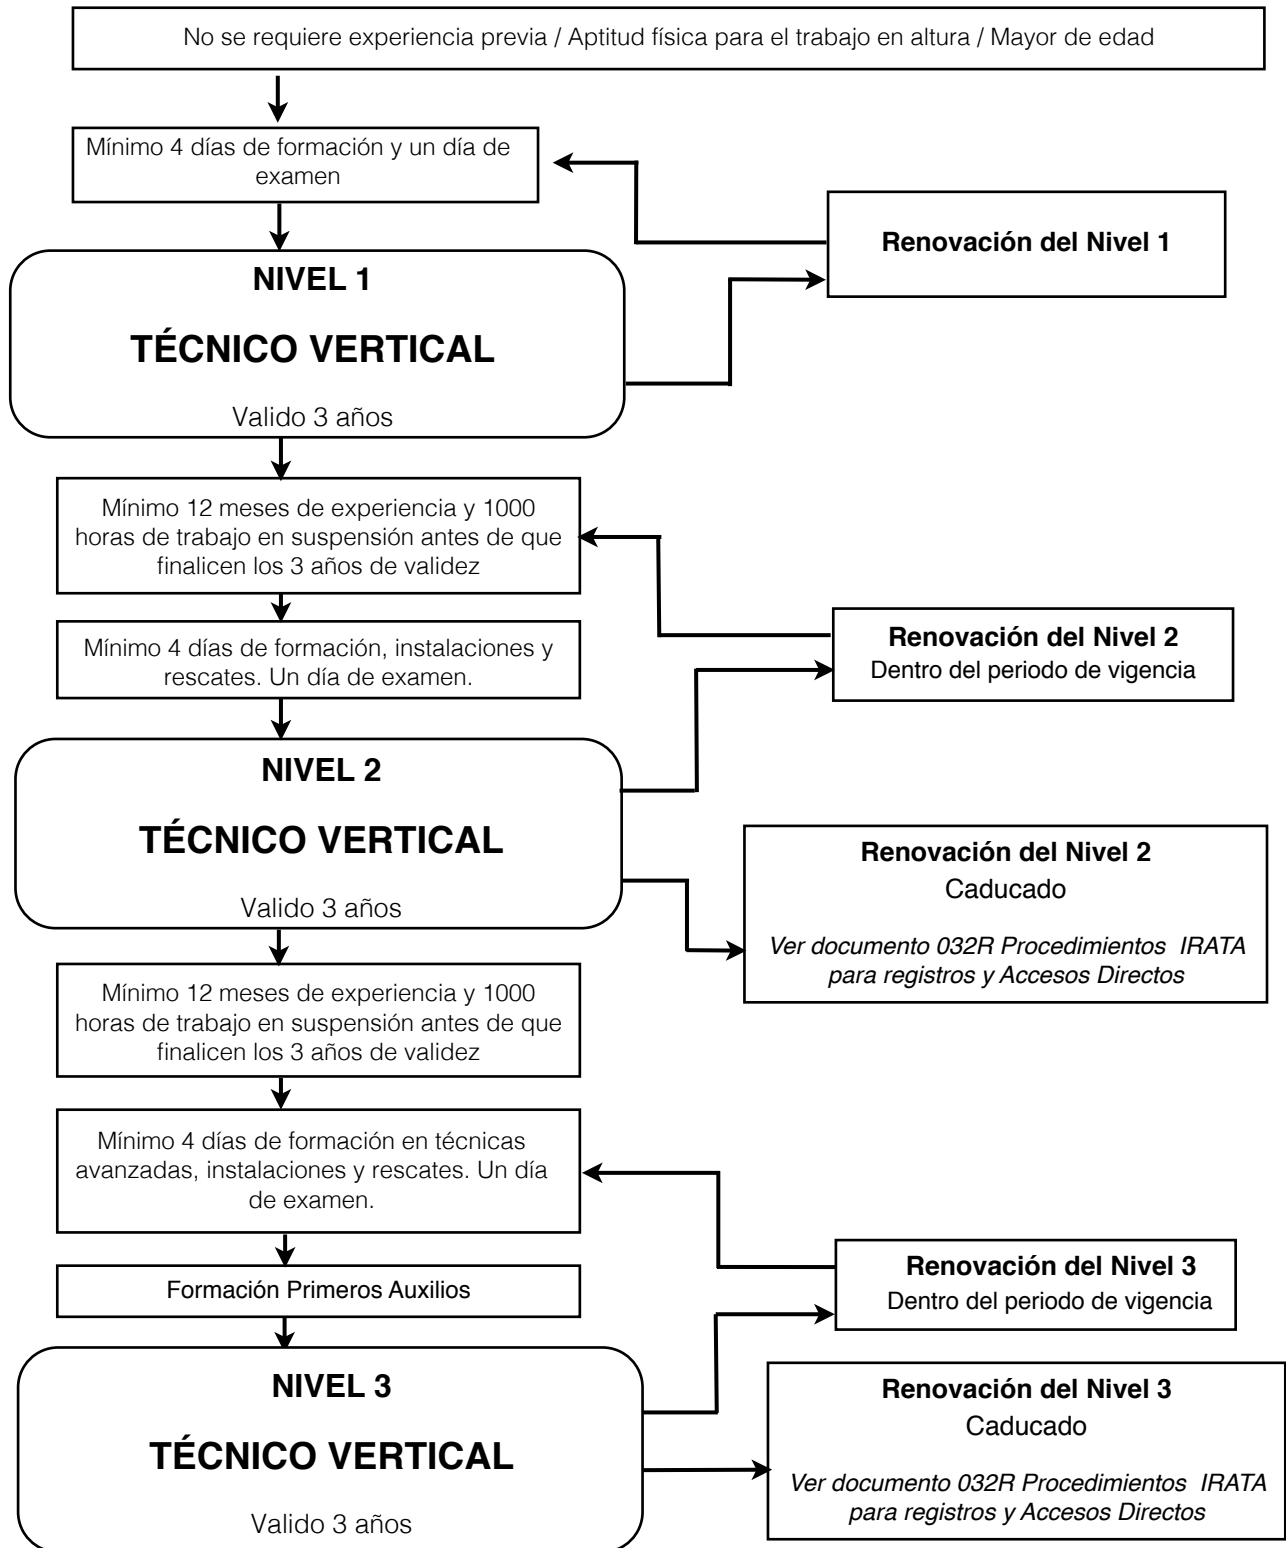 No se requiere experiencia previa / Aptitud física para el trabajo en altura / Mayor de edad
Mínimo 4 días de formación y un día de
examen
Renovación del Nivel 1
NIVEL 1
TÉCNICO VERTICAL
Valido 3 años
Mínimo 12 meses de experiencia y 1000
horas de trabajo en suspensión antes de que
finalicen los 3 años de validez
Mínimo 4 días de formación, instalaciones y
rescates. Un día de examen.
Renovación del Nivel 2
Dentro del periodo de vigencia
NIVEL 2
TÉCNICO VERTICAL
Valido 3 años
Renovación del Nivel 2
Caducado
Ver documento 032R Procedimientos  IRATA
para registros y Accesos Directos
Mínimo 12 meses de experiencia y 1000
horas de trabajo en suspensión antes de que
finalicen los 3 años de validez
Mínimo 4 días de formación en técnicas
avanzadas, instalaciones y rescates. Un día
de examen.
Formación Primeros Auxilios
Renovación del Nivel 3
Dentro del periodo de vigencia
NIVEL 3
TÉCNICO VERTICAL
Valido 3 años
Renovación del Nivel 3
Caducado
Ver documento 032R Procedimientos  IRATA
para registros y Accesos Directos